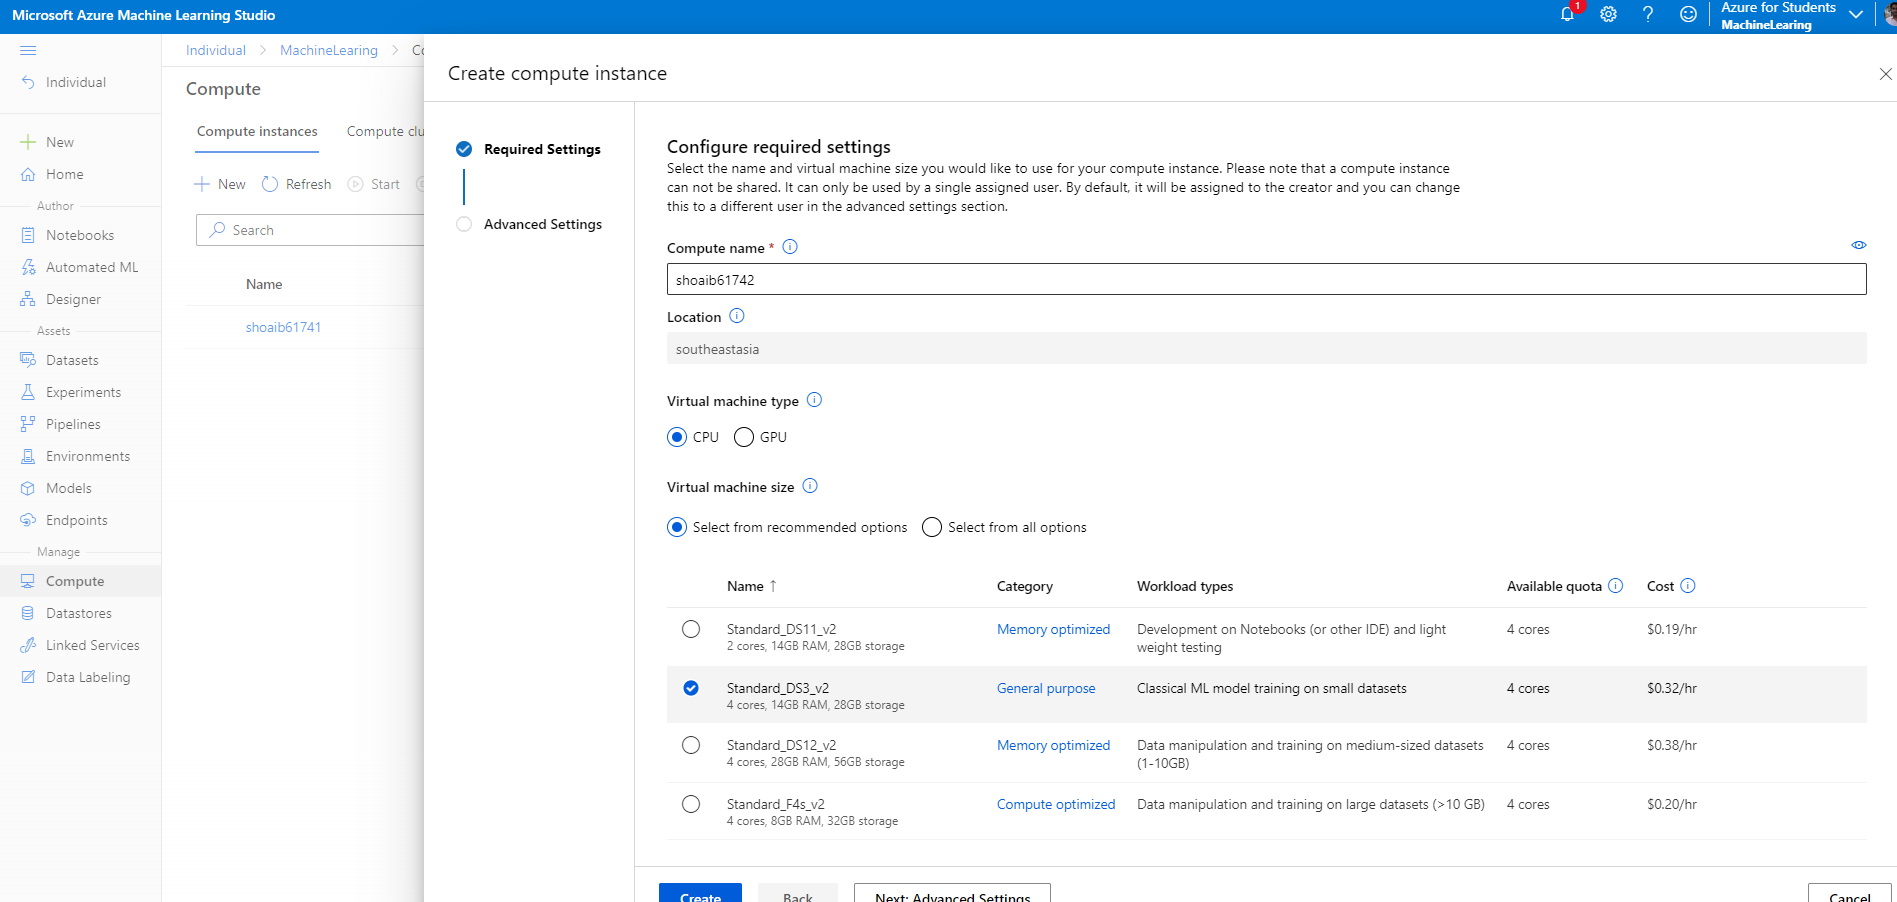 Microsoft Azure Machine Learning Studio
1
Azure for Students
MachineLearing
Individual
New
Home
Author
Notebooks
Automated ML
Designer
Assets
Datasets
Experiments
Pipelines
Environments
Models
Endpoints
Manage
Compute
Datastores
Linked Services
Data Labeling
Individual > MachineLearing >
Compute
Compute instances Compute clu
New Refresh Start
Search
Name
shoaib61741
Create compute instance
Required Settings
Advanced Settings
Configure required settings
Select the name and virtual machine size you would like to use for your compute instance. Please note that a compute instance
can not be shared. It can only be used by a single assigned user. By default, it will be assigned to the creator and you can change
this to a different user in the advanced settings section.
Compute name *
shoaib61742
Location
southeastasia
Virtual machine type
CPU GPU
Virtual machine size
Select from recommended options Select from all options
Name ↑ Category Workload types Available quota Cost
Standard_DS11_v2 Memory optimized Development on Notebooks (or other IDE) and light 4 cores $0.19/hr
2 cores, 14GB RAM, 28GB storage weight testing
Standard_DS3_v2 General purpose Classical ML model training on small datasets 4 cores $0.32/hr
4 cores, 14GB RAM, 28GB storage
Standard_DS12_v2 Memory optimized Data manipulation and training on medium-sized datasets 4 cores $0.38/hr
4 cores, 28GB RAM, 56GB storage (1-10GB)
Standard_F4s_v2 Compute optimized Data manipulation and training on large datasets (>10 GB) 4 cores $0.20/hr
4 cores, 8GB RAM, 32GB storage
Create Back Next: Advanced Settings Cancel